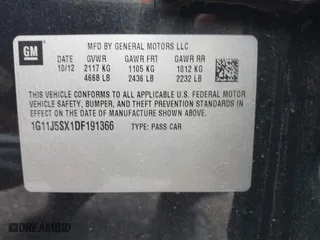 GM
MFD BY GENERAL MOTORS LLC
DATE GVWR GAWR FRT GAWR RR
10/12 2117 KG 1105 KG 1012 KG
4668 LB 2436 LB 2232 LB
THIS VEHICLE CONFORMS TO ALL APPLICABLE U.S. FEDERAL MOTOR
VEHICLE SAFETY, BUMPER, AND THEFT PREVENTION STANDARDS IN
EFFECT ON THE DATE OF MANUFACTURE SHOWN ABOVE.
1G11J5SX1DF191366 TYPE: PASS CAR
DREAMBID